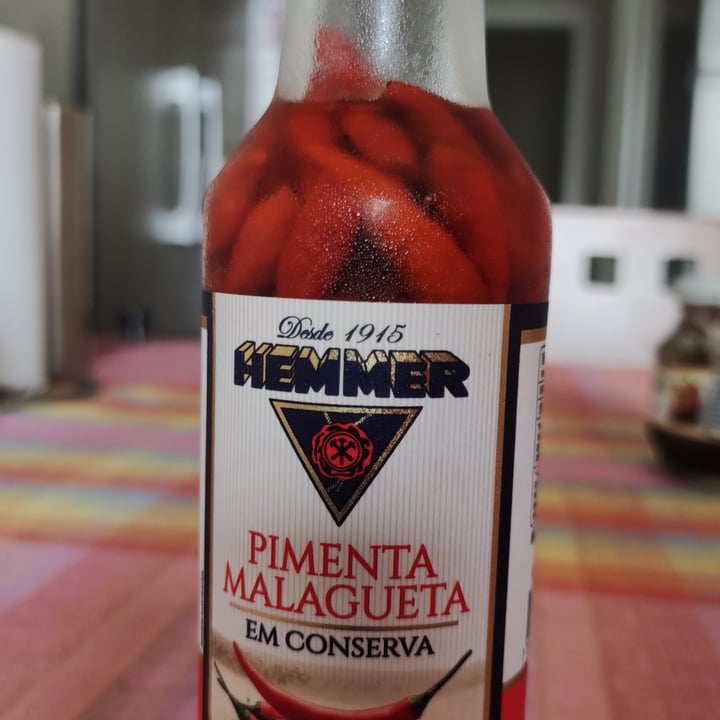 Desde 1915
HEMMER
PIMENTA
MALAGUETA
EM CONSERVA